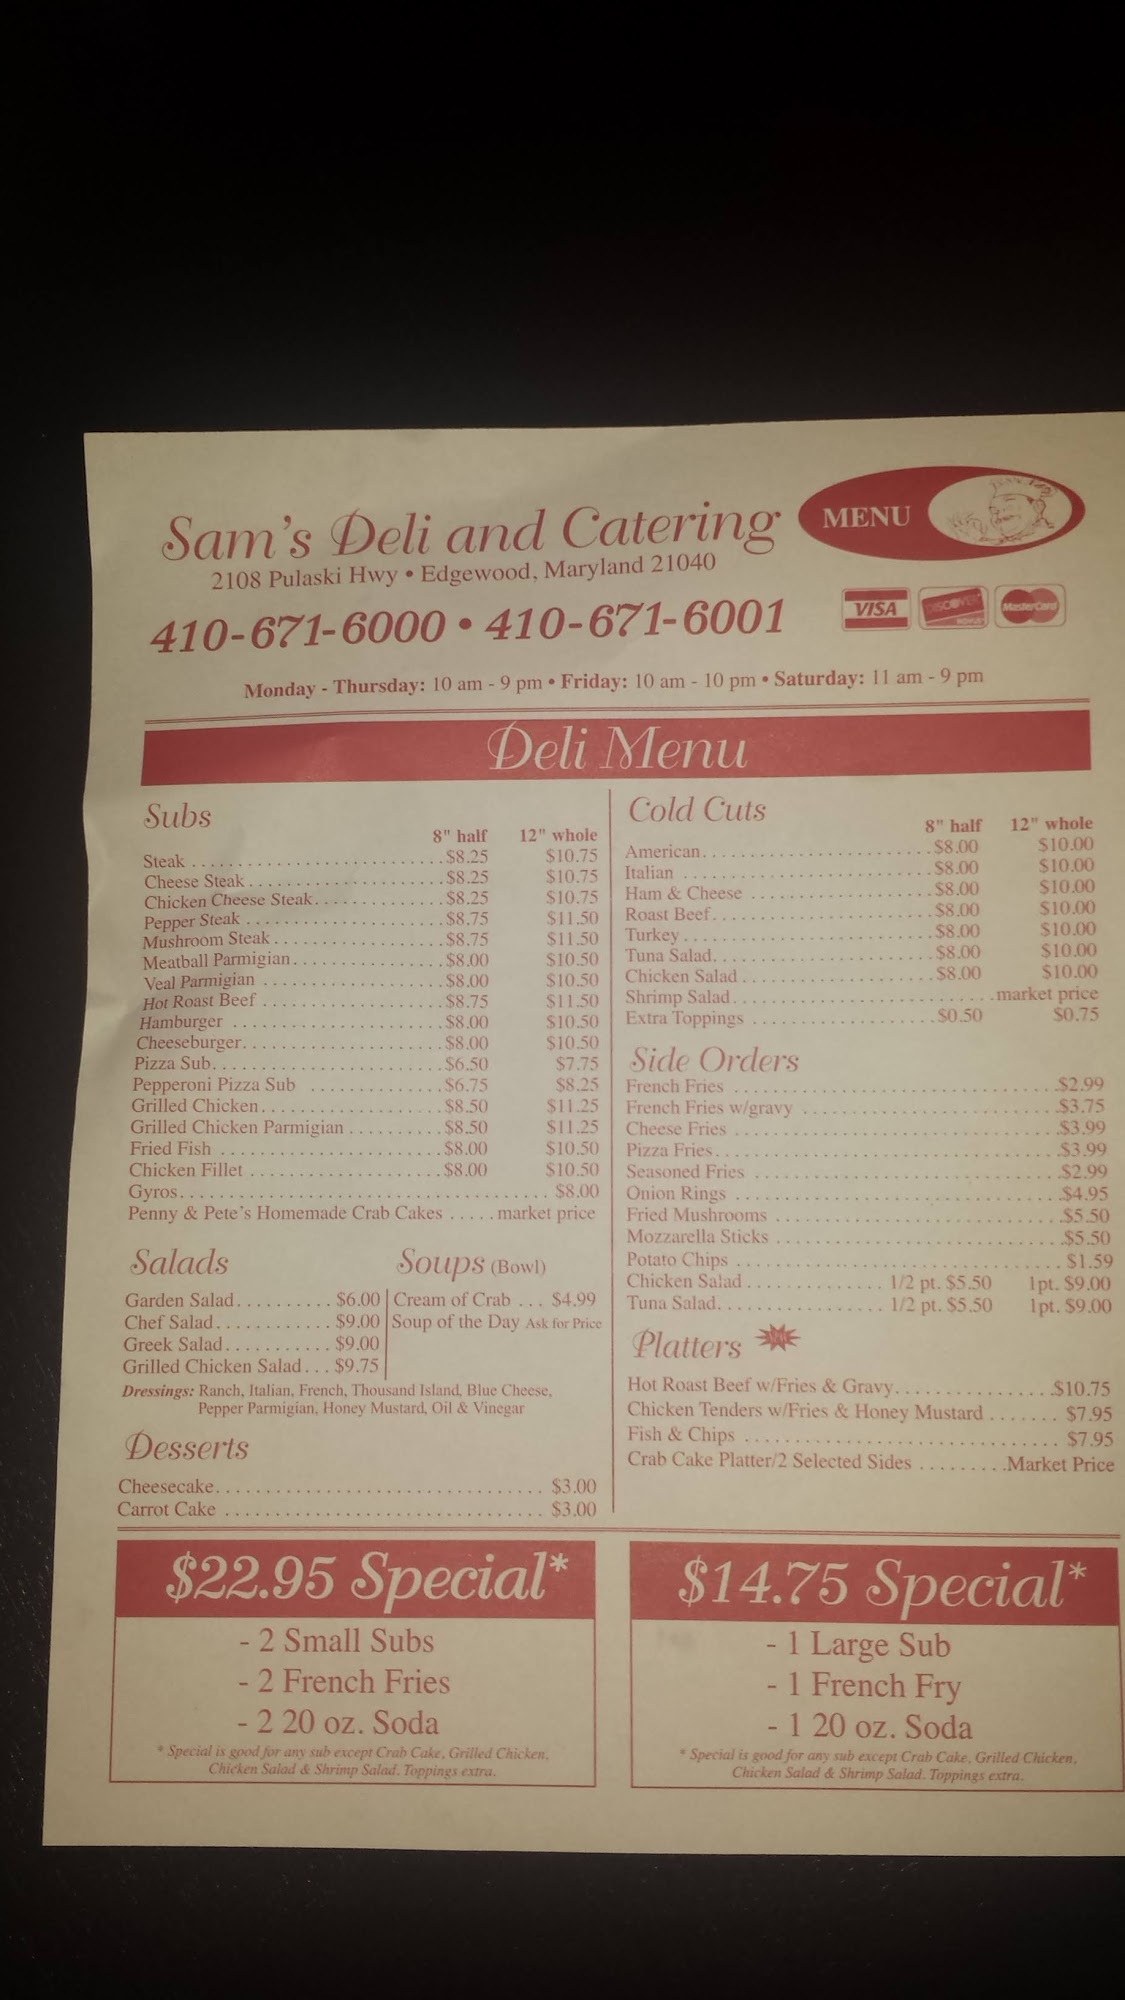 Sam's Deli and Catering
MENU
2108 Pulaski Hwy • Edgewood, Maryland 21040
410-671-6000 • 410-671-6001
VISA DISCOVER NOVUS MasterCard
Monday - Thursday: 10 am - 9 pm • Friday: 10 am - 10 pm • Saturday: 11 am - 9 pm
Deli Menu
Subs
8" half 12" whole
Steak $8.25 $10.75
Cheese Steak $8.25 $10.75
Chicken Cheese Steak $8.25 $10.75
Pepper Steak $8.75 $11.50
Mushroom Steak $8.75 $11.50
Meatball Parmigian $8.00 $10.50
Veal Parmigian $8.00 $10.50
Hot Roast Beef $8.75 $11.50
Hamburger $8.00 $10.50
Cheeseburger $8.00 $10.50
Pizza Sub $6.50 $7.75
Pepperoni Pizza Sub $6.75 $8.25
Grilled Chicken $8.50 $11.25
Grilled Chicken Parmigian $8.50 $11.25
Fried Fish $8.00 $10.50
Chicken Fillet $8.00 $10.50
Gyros $8.00
Penny & Pete's Homemade Crab Cakes market price
Salads
Garden Salad $6.00
Chef Salad $9.00
Greek Salad $9.00
Grilled Chicken Salad $9.75
Soups (Bowl)
Cream of Crab $4.99
Soup of the Day Ask for Price
Dressings: Ranch, Italian, French, Thousand Island, Blue Cheese,
Pepper Parmigian, Honey Mustard, Oil & Vinegar
Desserts
Cheesecake $3.00
Carrot Cake $3.00
Cold Cuts
8" half 12" whole
American $8.00 $10.00
Italian $8.00 $10.00
Ham & Cheese $8.00 $10.00
Roast Beef $8.00 $10.00
Turkey $8.00 $10.00
Tuna Salad $8.00 $10.00
Chicken Salad $8.00 $10.00
Shrimp Salad market price
Extra Toppings $0.50 $0.75
Side Orders
French Fries $2.99
French Fries w/gravy $3.75
Cheese Fries $3.99
Pizza Fries $3.99
Seasoned Fries $2.99
Onion Rings $4.95
Fried Mushrooms $5.50
Mozzarella Sticks $5.50
Potato Chips $1.59
Chicken Salad 1/2 pt. $5.50 1pt. $9.00
Tuna Salad 1/2 pt. $5.50 1pt. $9.00
Platters
Hot Roast Beef w/Fries & Gravy $10.75
Chicken Tenders w/Fries & Honey Mustard $7.95
Fish & Chips $7.95
Crab Cake Platter/2 Selected Sides Market Price
$22.95 Special*
- 2 Small Subs
- 2 French Fries
- 2 20 oz. Soda
* Special is good for any sub except Crab Cake, Grilled Chicken,
Chicken Salad & Shrimp Salad. Toppings extra.
$14.75 Special*
- 1 Large Sub
- 1 French Fry
- 1 20 oz. Soda
* Special is good for any sub except Crab Cake, Grilled Chicken,
Chicken Salad & Shrimp Salad. Toppings extra.